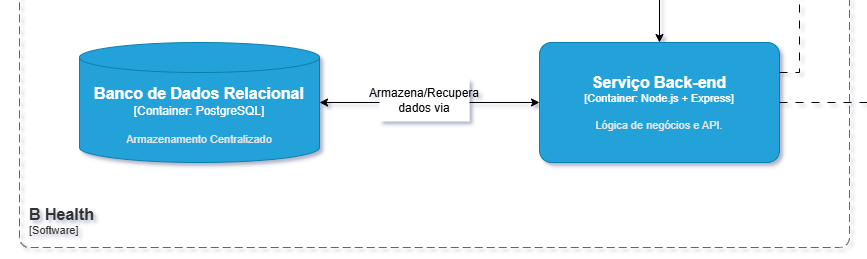 Banco de Dados Relacional
[Container: PostgreSQL]
Armazenamento Centralizado
Armazena/Recupera
dados via
Serviço Back-end
[Container: Node.js + Express]
Lógica de negócios e API.
B Health
[Software]